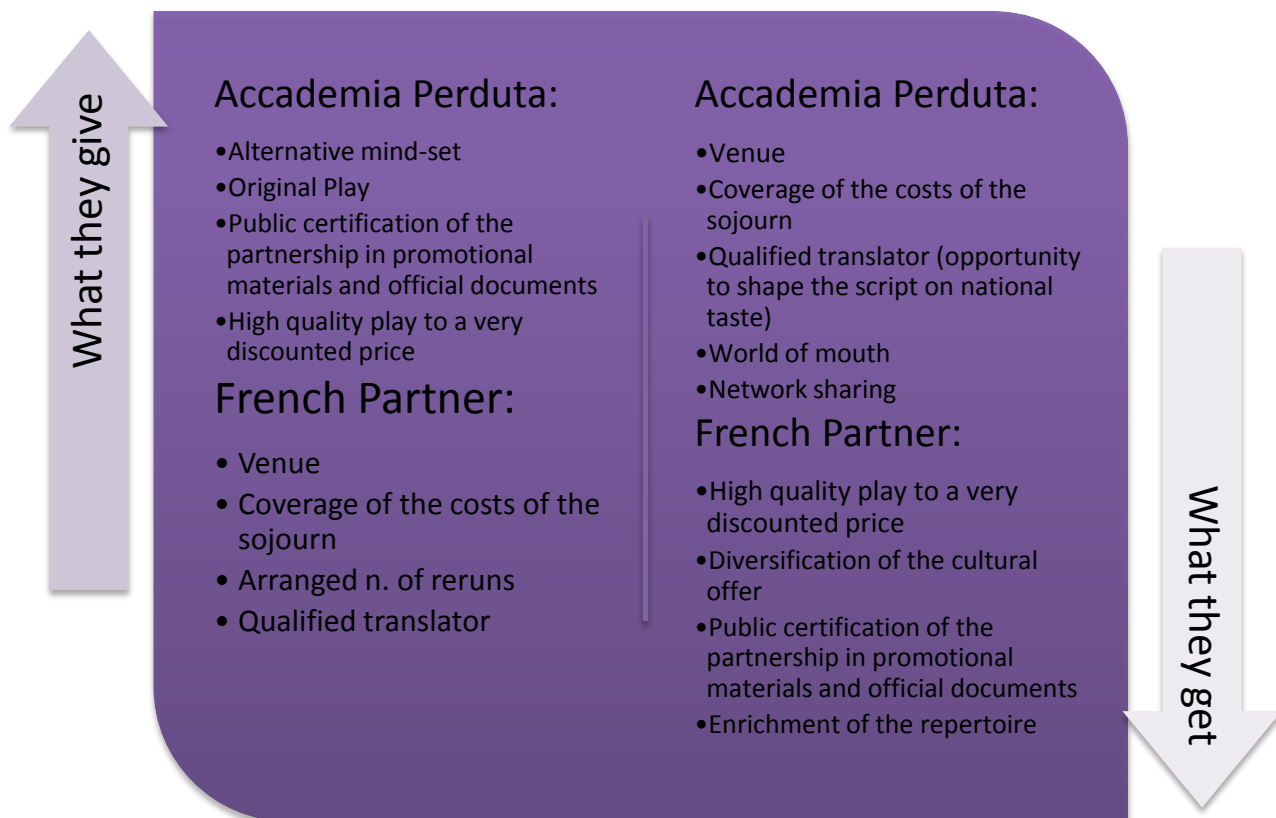 What they give
Accademia Perduta:
•Alternative mind-set
•Original Play
•Public certification of the
partnership in promotional
materials and official documents
•High quality play to a very
discounted price
French Partner:
• Venue
• Coverage of the costs of the
sojourn
• Arranged n. of reruns
• Qualified translator
Accademia Perduta:
•Venue
•Coverage of the costs of the
sojourn
•Qualified translator (opportunity
to shape the script on national
taste)
•World of mouth
•Network sharing
French Partner:
•High quality play to a very
discounted price
•Diversification of the cultural
offer
•Public certification of the
partnership in promotional
materials and official documents
•Enrichment of the repertoire
What they get